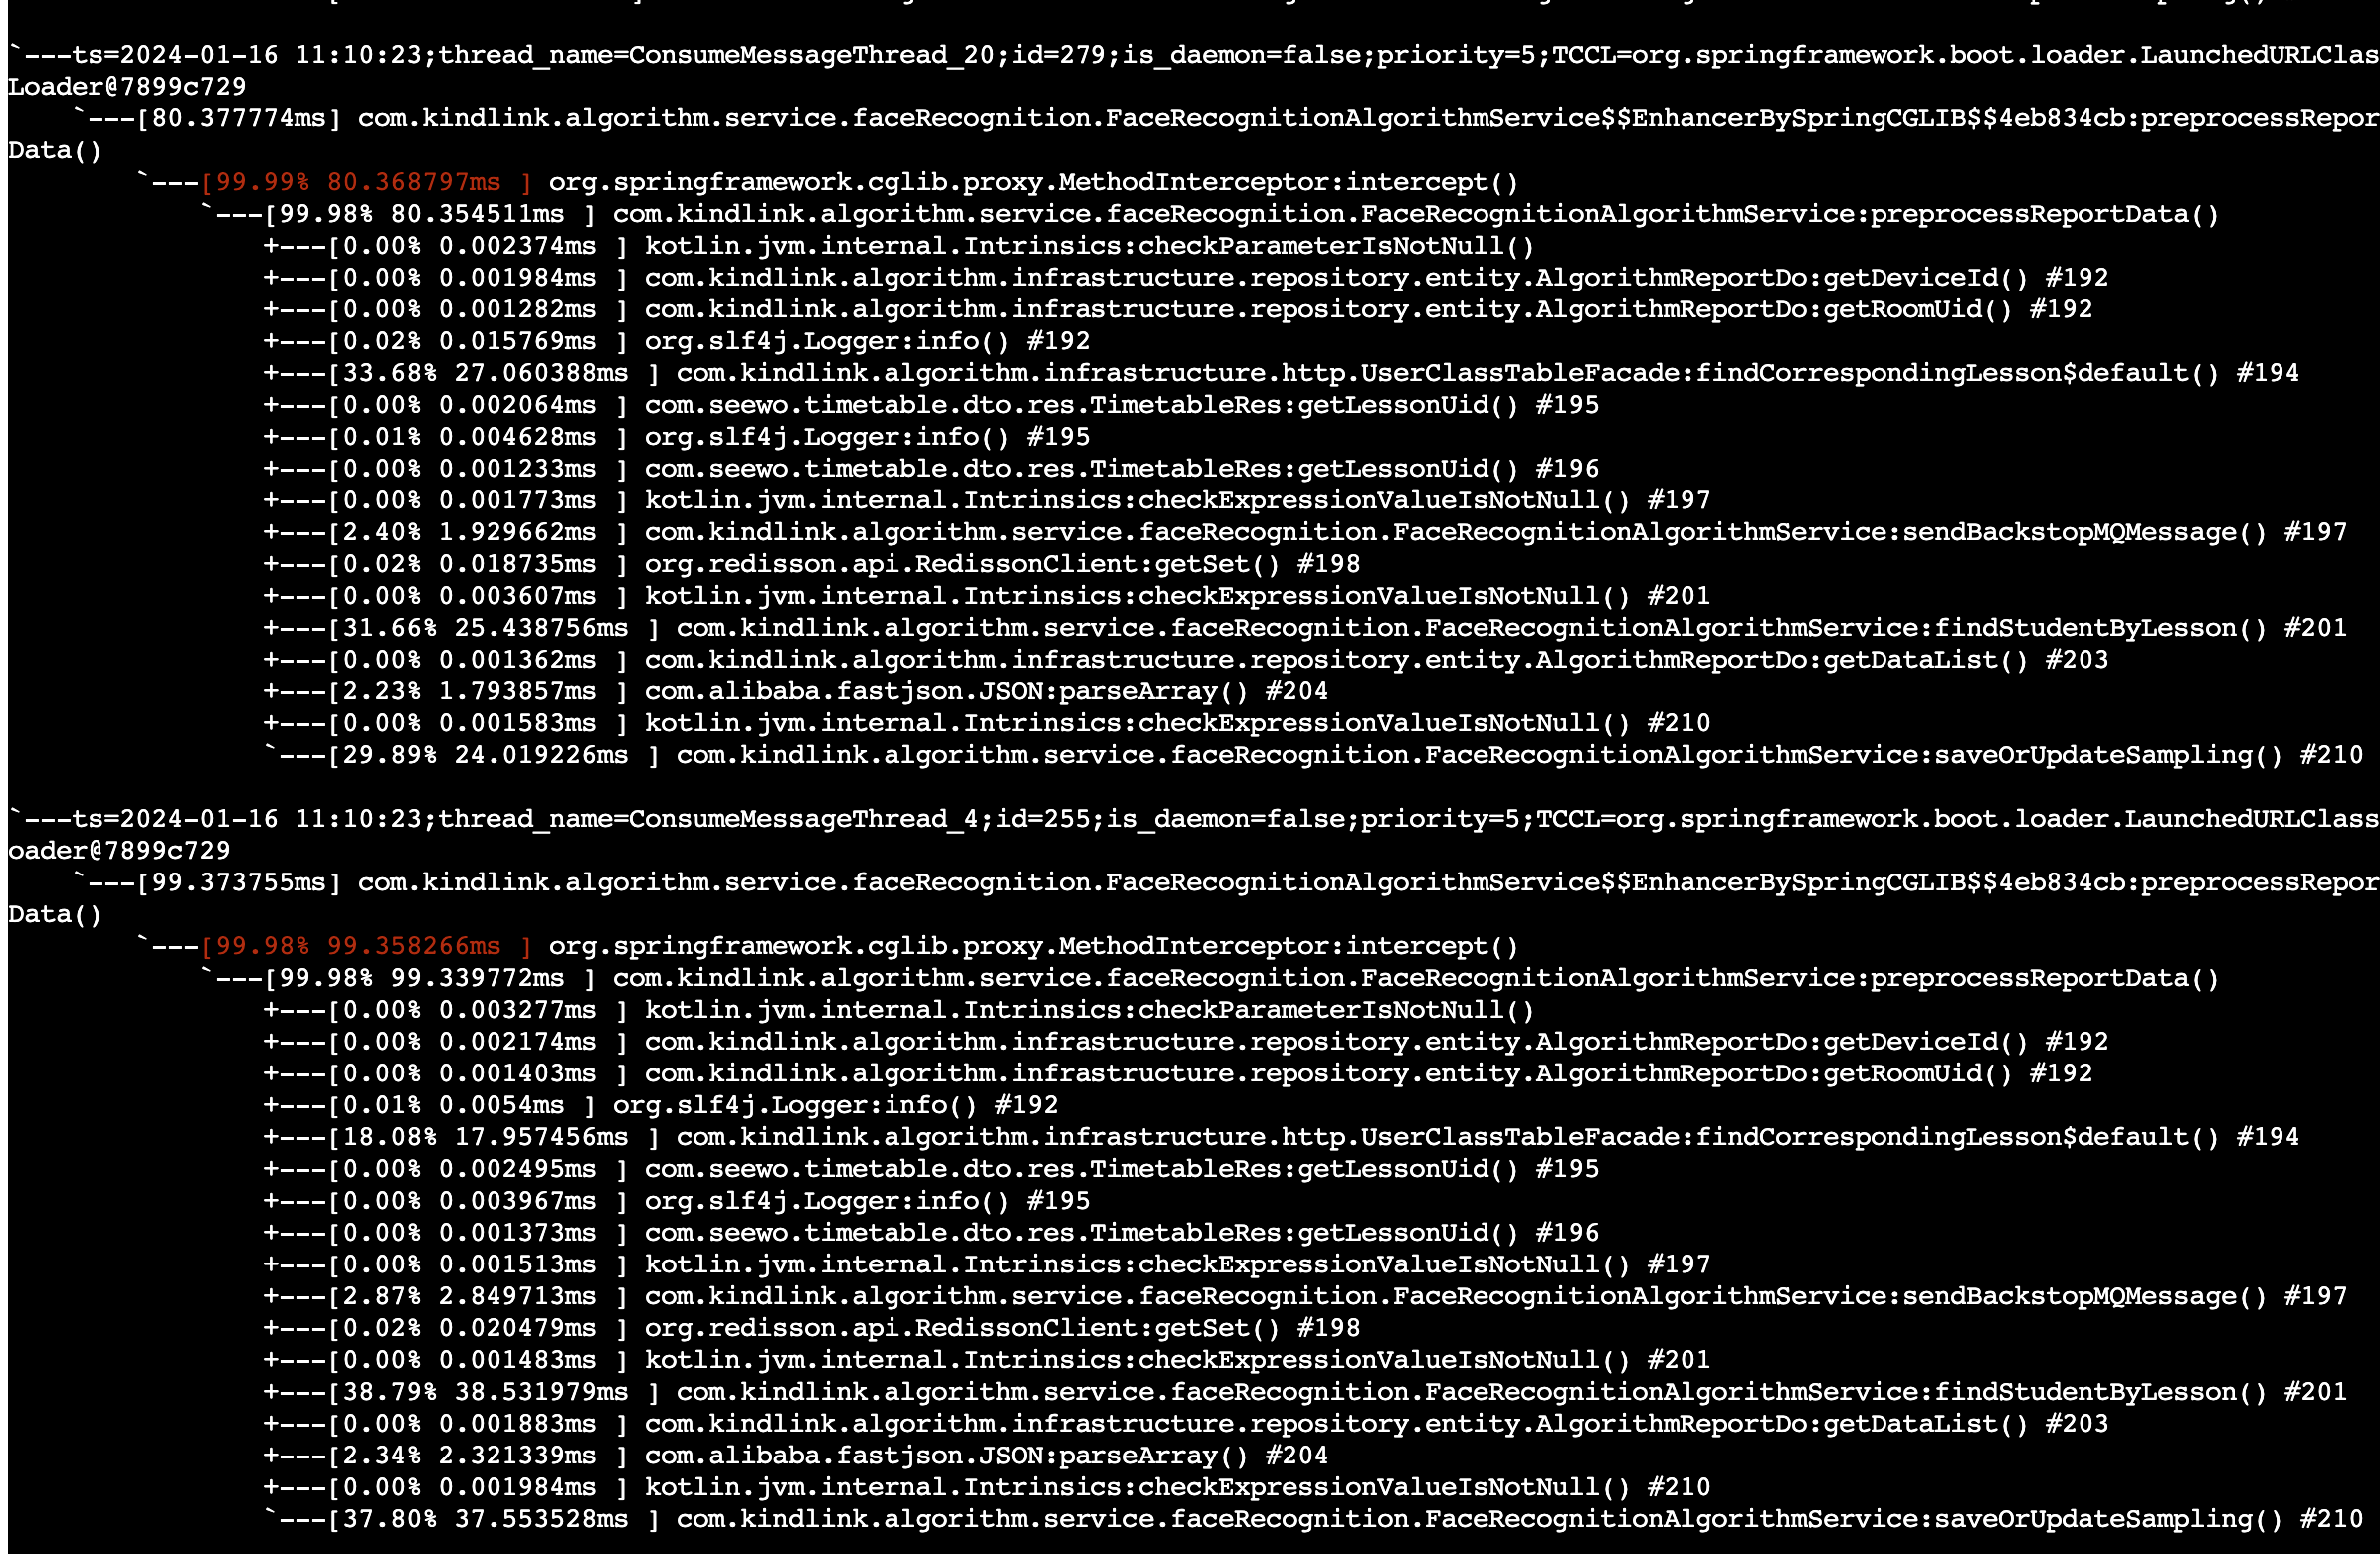 `---ts=2024-01-16 11:10:23;thread_name=ConsumeMessageThread_20;id=279;is_daemon=false;priority=5;TCCL=org.springframework.boot.loader.LaunchedURLClas
Loader@7899c729
    `---[80.377774ms] com.kindlink.algorithm.service.faceRecognition.FaceRecognitionAlgorithmService$$EnhancerBySpringCGLIB$$4eb834cb:preprocessRepor
Data()
        `---[99.99% 80.368797ms ] org.springframework.cglib.proxy.MethodInterceptor:intercept()
            `---[99.98% 80.354511ms ] com.kindlink.algorithm.service.faceRecognition.FaceRecognitionAlgorithmService:preprocessReportData()
                +---[0.00% 0.002374ms ] kotlin.jvm.internal.Intrinsics:checkParameterIsNotNull()
                +---[0.00% 0.001984ms ] com.kindlink.algorithm.infrastructure.repository.entity.AlgorithmReportDo:getDeviceId() #192
                +---[0.00% 0.001282ms ] com.kindlink.algorithm.infrastructure.repository.entity.AlgorithmReportDo:getRoomUid() #192
                +---[0.02% 0.015769ms ] org.slf4j.Logger:info() #192
                +---[33.68% 27.060388ms ] com.kindlink.algorithm.infrastructure.http.UserClassTableFacade:findCorrespondingLesson$default() #194
                +---[0.00% 0.002064ms ] com.seewo.timetable.dto.res.TimetableRes:getLessonUid() #195
                +---[0.01% 0.004628ms ] org.slf4j.Logger:info() #195
                +---[0.00% 0.001233ms ] com.seewo.timetable.dto.res.TimetableRes:getLessonUid() #196
                +---[0.00% 0.001773ms ] kotlin.jvm.internal.Intrinsics:checkExpressionValueIsNotNull() #197
                +---[2.40% 1.929662ms ] com.kindlink.algorithm.service.faceRecognition.FaceRecognitionAlgorithmService:sendBackstopMQMessage() #197
                +---[0.02% 0.018735ms ] org.redisson.api.RedissonClient:getSet() #198
                +---[0.00% 0.003607ms ] kotlin.jvm.internal.Intrinsics:checkExpressionValueIsNotNull() #201
                +---[31.66% 25.438756ms ] com.kindlink.algorithm.service.faceRecognition.FaceRecognitionAlgorithmService:findStudentByLesson() #201
                +---[0.00% 0.001362ms ] com.kindlink.algorithm.infrastructure.repository.entity.AlgorithmReportDo:getDataList() #203
                +---[2.23% 1.793857ms ] com.alibaba.fastjson.JSON:parseArray() #204
                +---[0.00% 0.001583ms ] kotlin.jvm.internal.Intrinsics:checkExpressionValueIsNotNull() #210
                `---[29.89% 24.019226ms ] com.kindlink.algorithm.service.faceRecognition.FaceRecognitionAlgorithmService:saveOrUpdateSampling() #210
`---ts=2024-01-16 11:10:23;thread_name=ConsumeMessageThread_4;id=255;is_daemon=false;priority=5;TCCL=org.springframework.boot.loader.LaunchedURLClass
oader@7899c729
    `---[99.373755ms] com.kindlink.algorithm.service.faceRecognition.FaceRecognitionAlgorithmService$$EnhancerBySpringCGLIB$$4eb834cb:preprocessRepor
Data()
        `---[99.98% 99.358266ms ] org.springframework.cglib.proxy.MethodInterceptor:intercept()
            `---[99.98% 99.339772ms ] com.kindlink.algorithm.service.faceRecognition.FaceRecognitionAlgorithmService:preprocessReportData()
                +---[0.00% 0.003277ms ] kotlin.jvm.internal.Intrinsics:checkParameterIsNotNull()
                +---[0.00% 0.002174ms ] com.kindlink.algorithm.infrastructure.repository.entity.AlgorithmReportDo:getDeviceId() #192
                +---[0.00% 0.001403ms ] com.kindlink.algorithm.infrastructure.repository.entity.AlgorithmReportDo:getRoomUid() #192
                +---[0.01% 0.0054ms ] org.slf4j.Logger:info() #192
                +---[18.08% 17.957456ms ] com.kindlink.algorithm.infrastructure.http.UserClassTableFacade:findCorrespondingLesson$default() #194
                +---[0.00% 0.002495ms ] com.seewo.timetable.dto.res.TimetableRes:getLessonUid() #195
                +---[0.00% 0.003967ms ] org.slf4j.Logger:info() #195
                +---[0.00% 0.001373ms ] com.seewo.timetable.dto.res.TimetableRes:getLessonUid() #196
                +---[0.00% 0.001513ms ] kotlin.jvm.internal.Intrinsics:checkExpressionValueIsNotNull() #197
                +---[2.87% 2.849713ms ] com.kindlink.algorithm.service.faceRecognition.FaceRecognitionAlgorithmService:sendBackstopMQMessage() #197
                +---[0.02% 0.020479ms ] org.redisson.api.RedissonClient:getSet() #198
                +---[0.00% 0.001483ms ] kotlin.jvm.internal.Intrinsics:checkExpressionValueIsNotNull() #201
                +---[38.79% 38.531979ms ] com.kindlink.algorithm.service.faceRecognition.FaceRecognitionAlgorithmService:findStudentByLesson() #201
                +---[0.00% 0.001883ms ] com.kindlink.algorithm.infrastructure.repository.entity.AlgorithmReportDo:getDataList() #203
                +---[2.34% 2.321339ms ] com.alibaba.fastjson.JSON:parseArray() #204
                +---[0.00% 0.001984ms ] kotlin.jvm.internal.Intrinsics:checkExpressionValueIsNotNull() #210
                `---[37.80% 37.553528ms ] com.kindlink.algorithm.service.faceRecognition.FaceRecognitionAlgorithmService:saveOrUpdateSampling() #210